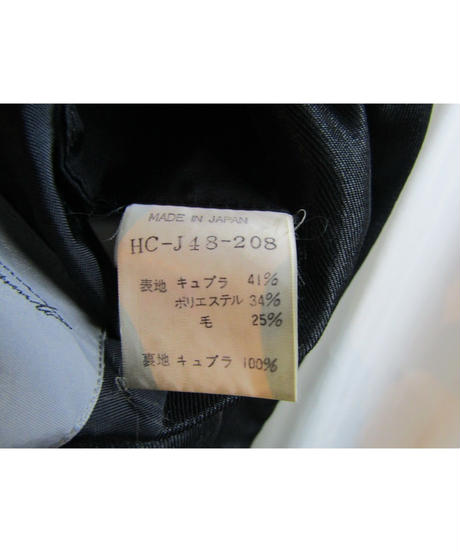 MADE IN JAPAN
HC-J48-208
表地 キュプラ 41%
ポリエステル 34%
毛 25%
裏地 キュプラ 100%